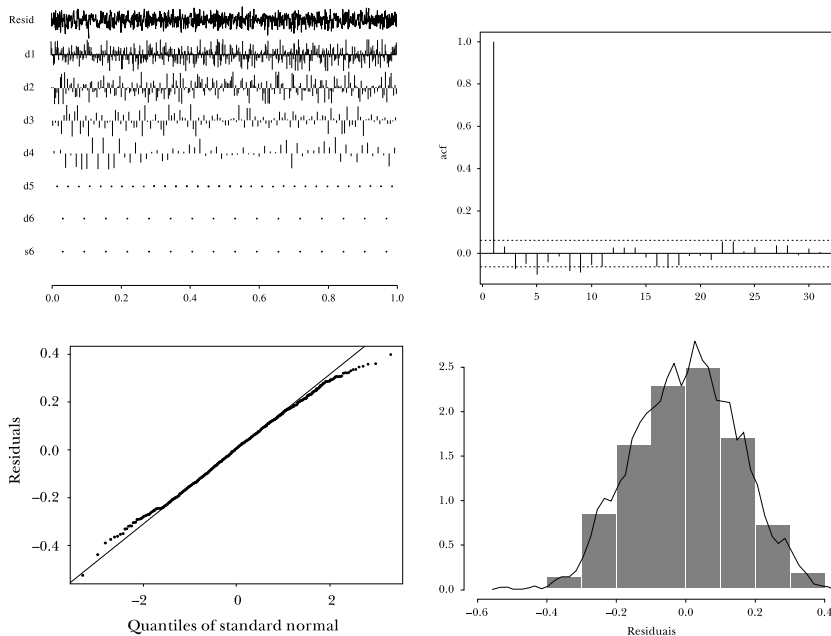 Resid
d1
d2
d3
d4
d5
d6
s6
0.0 0.2 0.4 0.6 0.8 1.0
1.0
0.8
0.6
0.4
0.2
0.0
acf
0 5 10 15 20 25 30
0.4
0.2
0.0
−0.2
−0.4
Residuals
−2 0 2
Quantiles of standard normal
2.5
2.0
1.5
1.0
0.5
0.0
−0.6 −0.4 −0.2 0.0 0.2 0.4
Residuais